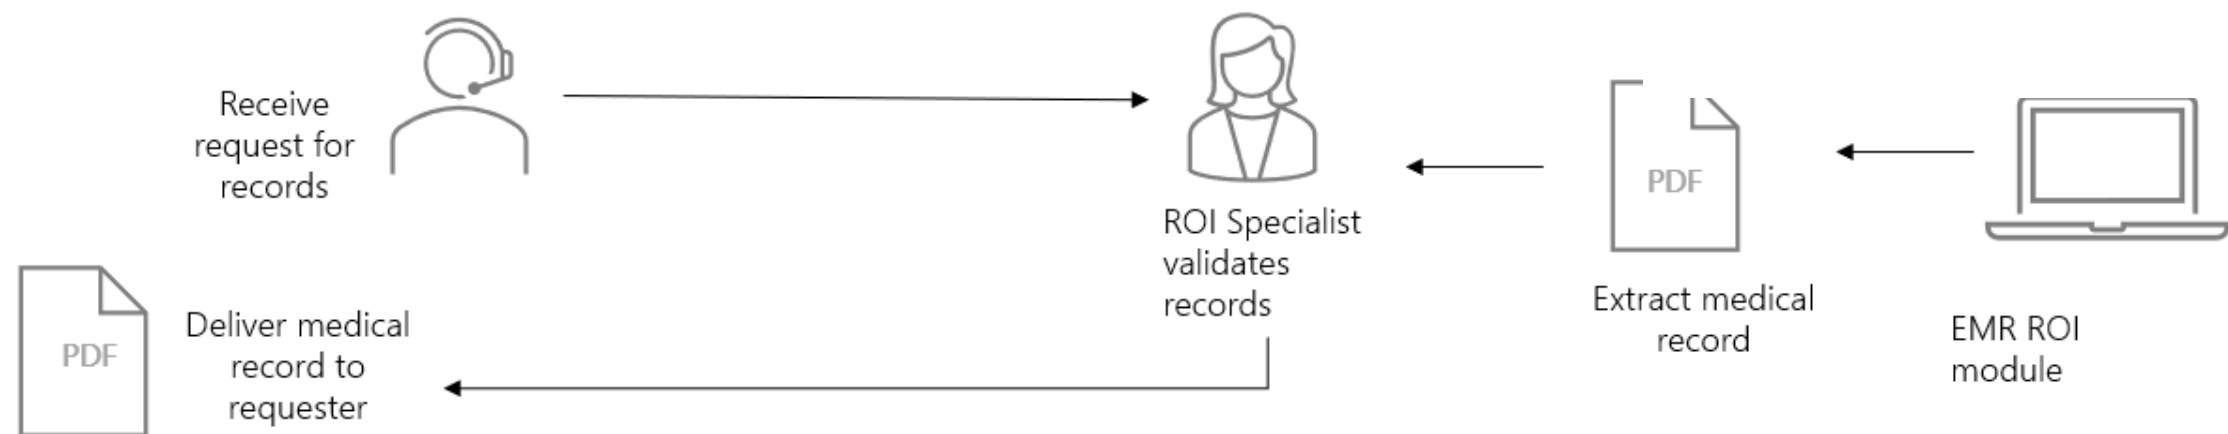 Receive
request for
records
ROI Specialist
validates
records
PDF
Extract medical
record
EMR ROI
module
PDF
Deliver medical
record to
requester